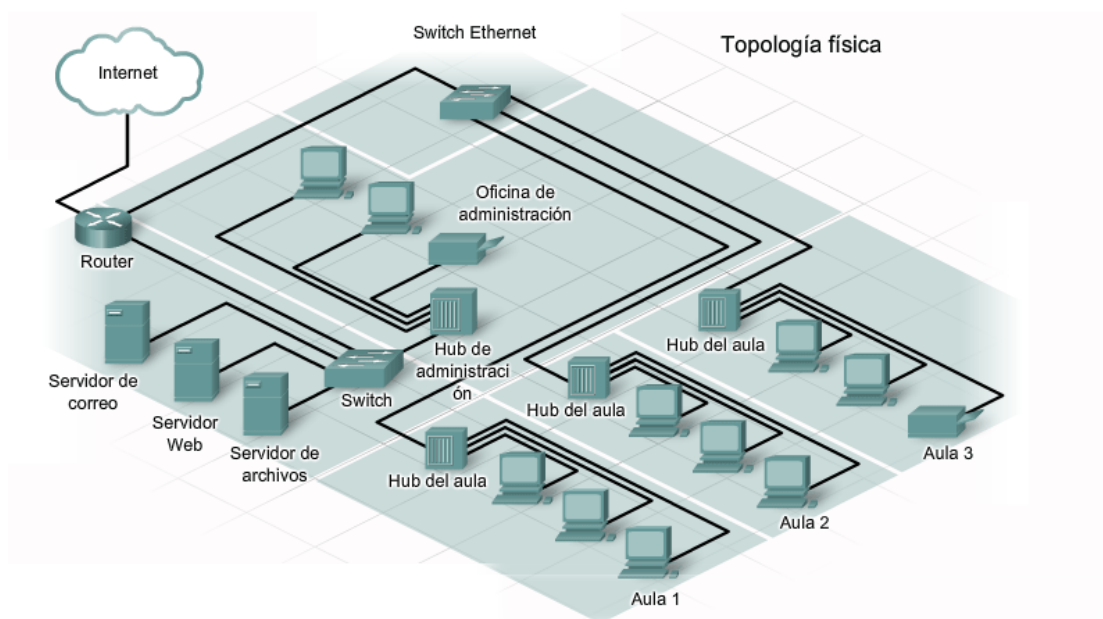 Switch Ethernet
Topología física
Internet
Oficina de
administración
Router
Hub del aula
Hub de
administraci
ón
Servidor de
correo
Switch
Hub del aula
Servidor
Web
Servidor de
archivos
Hub del aula
Aula 3
Aula 2
Aula 1